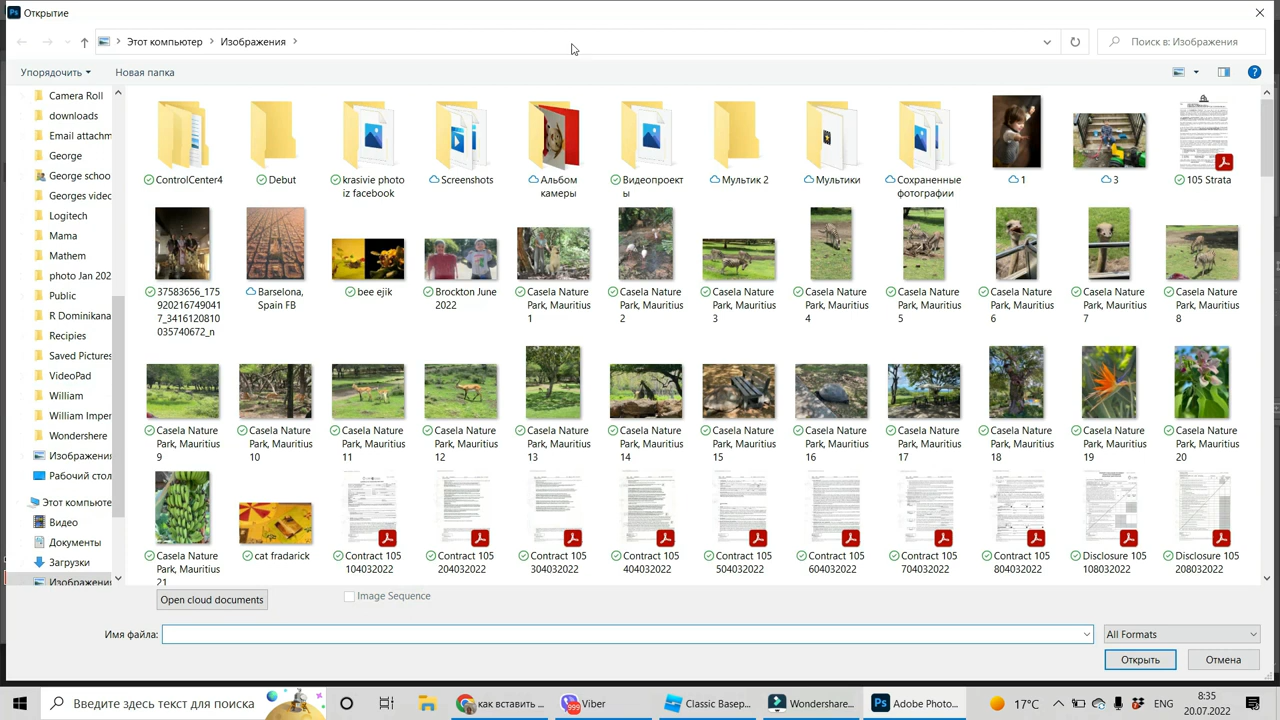 Открытие
Этот компьютер Изображения
Поиск в: Изображения
Упорядочить Новая папка
Camera Roll
downloads
Email attachm
George
George schoo
Georges videc
Logitech
Mama
Mathem
photo Jan 202
Public
R Dominikana
Recipies
Saved Pictures
VideoPad
William
William Imper
Wondershere
Изображения
Рабочий стол
Этот компьюте
Видео
Документы
Загрузки
Изображения
ControlCenter4
Debut
krasivie photo
iz facebook
Screenshots
Альбом
камеры
Видеопроект
ы
Мультик 2
Мультики
Сохраненные
фотографии
1
3
105 Strata
37583656_175
920216749041
7_3416120810
035740672_n
Barselona,
Spain FB
bee ejik
Brockton June
2022
Casela Nature
Park, Mauritius
1
Casela Nature
Park, Mauritius
2
Casela Nature
Park, Mauritius
3
Casela Nature
Park, Mauritius
4
Casela Nature
Park, Mauritius
5
Casela Nature
Park, Mauritius
6
Casela Nature
Park, Mauritius
7
Casela Nature
Park, Mauritius
8
Casela Nature
Park, Mauritius
9
Casela Nature
Park, Mauritius
10
Casela Nature
Park, Mauritius
11
Casela Nature
Park, Mauritius
12
Casela Nature
Park, Mauritius
13
Casela Nature
Park, Mauritius
14
Casela Nature
Park, Mauritius
15
Casela Nature
Park, Mauritius
16
Casela Nature
Park, Mauritius
17
Casela Nature
Park, Mauritius
18
Casela Nature
Park, Mauritius
19
Casela Nature
Park, Mauritius
20
Casela Nature
Park, Mauritius
21
cat fradarick
Contract 105
104032022
Contract 105
204032022
Contract 105
304032022
Contract 105
404032022
Contract 105
504032022
Contract 105
604032022
Contract 105
704032022
Contract 105
804032022
Disclosure 105
108032022
Disclosure 105
208032022
Open cloud documents
Image Sequence
Имя файла:
All Formats
Открыть
Отмена
Введите здесь текст для поиска
как вставить ...
999
Viber
Classic Basep...
Wondershare...
Adobe Photo...
17°C
ENG
8:35
20.07.2022